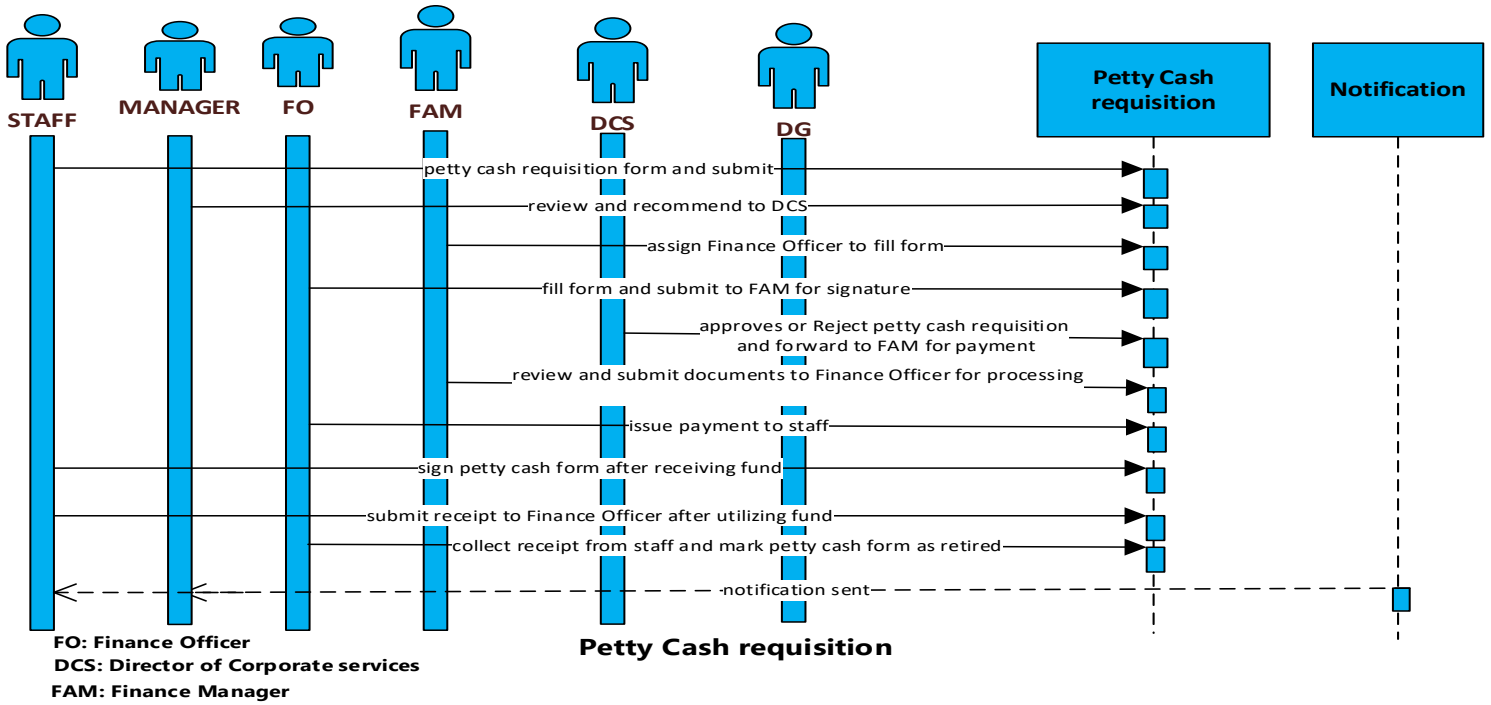 STAFF
MANAGER
FO
FAM
DCS
DG
Petty Cash
requisition
Notification
petty cash requisition form and submit
review and recommend to DCS
assign Finance Officer to fill form
fill form and submit to FAM for signature
approves or Reject petty cash requisition
and forward to FAM for payment
review and submit documents to Finance Officer for processing
issue payment to staff
sign petty cash form after receiving fund
submit receipt to Finance Officer after utilizing fund
collect receipt from staff and mark petty cash form as retired
notification sent
FO: Finance Officer
DCS: Director of Corporate services
FAM: Finance Manager
Petty Cash requisition